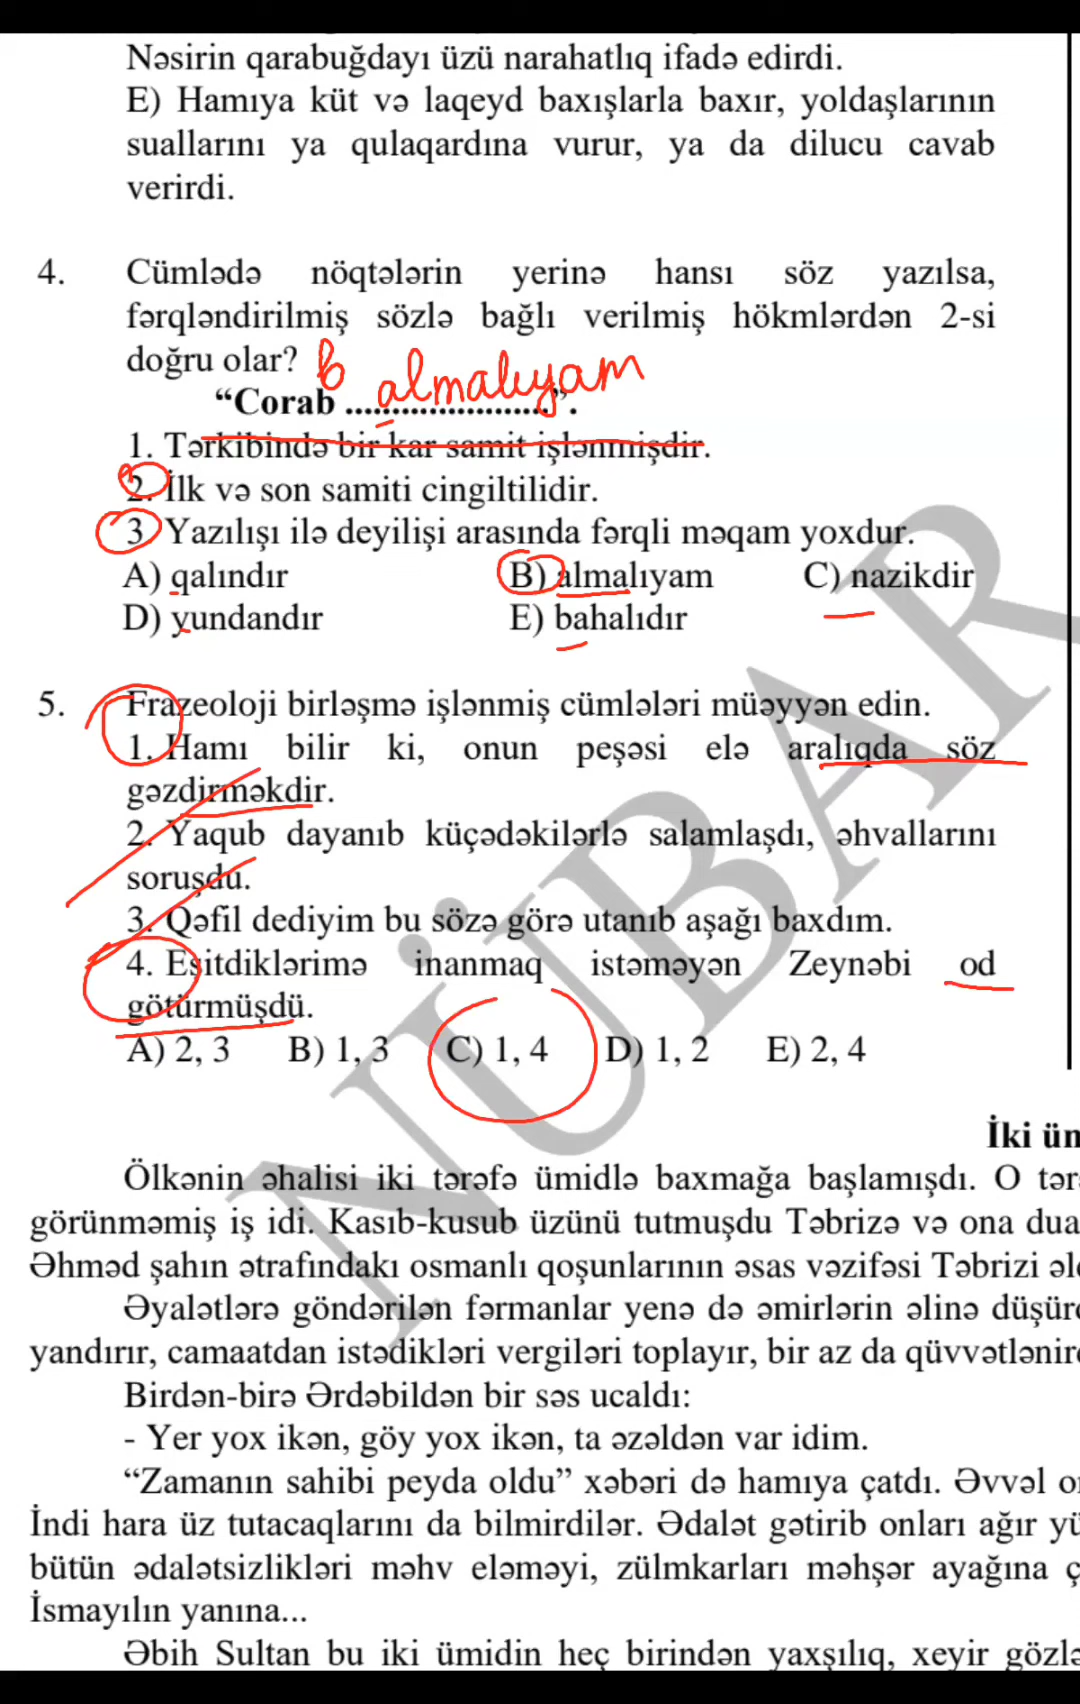 Nəsirin qarabuğdayı üzü narahatlıq ifadə edirdi.
E) Hamıya küt və laqeyd baxışlarla baxır, yoldaşlarının
suallarını ya qulaqardına vurur, ya da dilucu cavab
verirdi.
4. Cümlədə nöqtələrin yerinə hansı söz yazılsa,
fərqləndirilmiş sözlə bağlı verilmiş hökmlərdən 2-si
doğru olar?
b almalıyam
“Corab .....................”.
1. Tərkibində bir kar samit işlənmişdir.
2. İlk və son samiti cingiltilidir.
3 Yazılışı ilə deyilişi arasında fərqli məqam yoxdur.
A) qalındır B) almalıyam C) nazikdir
D) yundandır E) bahalıdır
5. Frazeoloji birləşmə işlənmiş cümlələri müəyyən edin.
1. Hamı bilir ki, onun peşəsi elə aralıqda söz
gəzdirməkdir.
2. Yaqub dayanıb küçədəkilərlə salamlaşdı, əhvallarını
soruşdu.
3. Qəfil dediyim bu sözə görə utanıb aşağı baxdım.
4. Eşitdiklərimə inanmaq istəməyən Zeynəbi od
götürmüşdü.
A) 2, 3 B) 1, 3 C) 1, 4 D) 1, 2 E) 2, 4
NÜBAR
İki üm
Ölkənin əhalisi iki tərəfə ümidlə baxmağa başlamışdı. O tər
görünməmiş iş idi. Kasıb-kusub üzünü tutmuşdu Təbrizə və ona dua
Əhməd şahın ətrafındakı osmanlı qoşunlarının əsas vəzifəsi Təbrizi əl
Əyalətlərə göndərilən fərmanlar yenə də əmirlərin əlinə düşür
yandırır, camaatdan istədikləri vergiləri toplayır, bir az da qüvvətlənir
Birdən-birə Ərdəbildən bir səs ucaldı:
- Yer yox ikən, göy yox ikən, ta əzəldən var idim.
“Zamanın sahibi peyda oldu” xəbəri də hamıya çatdı. Əvvəl o
İndi hara üz tutacaqlarını da bilmirdilər. Ədalət gətirib onları ağır yü
bütün ədalətsizlikləri məhv eləməyi, zülmkarları məhşər ayağına ç
İsmayılın yanına...
Əbih Sultan bu iki ümidin heç birindən yaxşılıq, xeyir gözlə